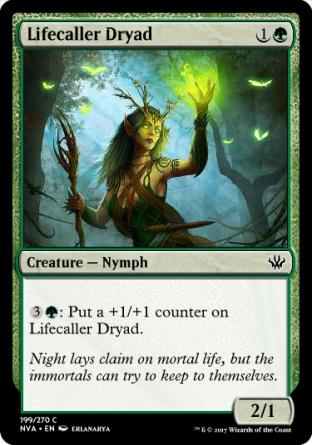 Lifecaller Dryad 1
Creature — Nymph
3 : Put a +1/+1 counter on
Lifecaller Dryad.
Night lays claim on mortal life, but the
immortals can try to keep to themselves.
2/1
199/270 C
NVA • EN ERLANARYA
™ & © 2017 Wizards of the Coast